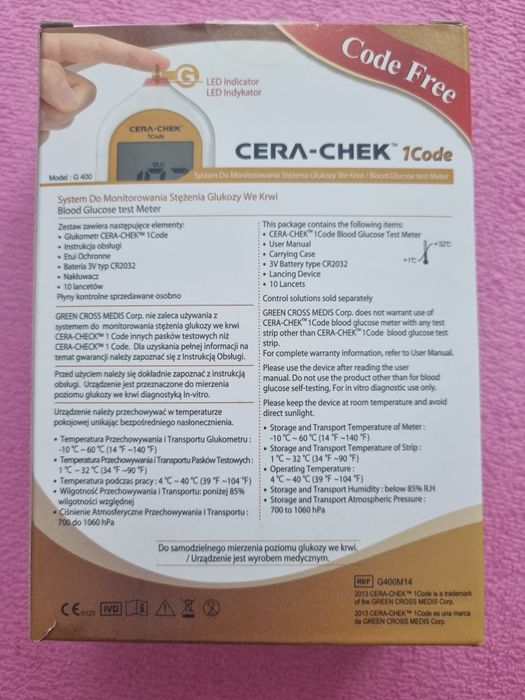 Code Free
G
LED Indicator
LED Indykator
CERA-CHEK™
1Code
GLU
Model : G 400
CERA-CHEK™ 1Code
System Do Monitorowania Stężenia Glukozy We Krwi / Blood Glucose test Meter
System Do Monitorowania Stężenia Glukozy We Krwi
Blood Glucose test Meter
Zestaw zawiera następujące elementy:
• Glukometr CERA-CHEK™ 1Code
• Instrukcja obsługi
• Etui Ochronne
• Bateria 3V typ CR2032
• Nakłuwacz
• 10 lancetów
Płyny kontrolne sprzedawane osobno
GREEN CROSS MEDIS Corp. nie zaleca używania z
systemem do monitorowania stężenia glukozy we krwi
CERA-CHECK™ 1 Code innych pasków testowych niż
CERA-CHECK™ 1 Code. Dla uzyskania pełnej informacji na
temat gwarancji należy zapoznać się z Instrukcją Obsługi.
Przed użyciem należy się dokładnie zapoznać z instrukcją
obsługi. Urządzenie jest przeznaczone do mierzenia
poziomu glukozy we krwi diagnostyką In-vitro.
Urządzenie należy przechowywać w temperaturze
pokojowej unikając bezpośredniego nasłonecznienia.
• Temperatura Przechowywania i Transportu Glukometru :
-10 °C ~ 60 °C (14 °F ~140 °F)
• Temperatura Przechowywania i Transportu Pasków Testowych :
1 °C ~ 32 °C (34 °F ~90 °F)
• Temperatura podczas pracy : 4 °C ~ 40 °C (39 °F ~104 °F)
• Wilgotność Przechowywania i Transportu: poniżej 85%
wilgotności względnej
• Ciśnienie Atmosferyczne Przechowywania i Transportu :
700 do 1060 hPa
This package contains the following items:
• CERA-CHEK™ 1Code Blood Glucose Test Meter
• User Manual
• Carrying Case
• 3V Battery type CR2032
• Lancing Device
• 10 Lancets
+32℃
+1℃
Control solutions sold separately
GREEN CROSS MEDIS Corp. does not warrant use of
CERA-CHEK™ 1Code blood glucose meter with any test
strip other than CERA-CHEK™ 1Code blood glucose test
strip.
For complete warranty information, refer to User Manual.
Please use the device after reading the user
manual. Do not use the product other than for blood
glucose self-testing, For in vitro diagnostic use only.
Please keep the device at room temperature and avoid
direct sunlight.
• Storage and Transport Temperature of Meter :
-10 °C ~ 60 °C (14 °F ~140 °F)
• Storage and Transport Temperature of Strip :
1 °C ~ 32 °C (34 °F ~90 °F)
• Operating Temperature :
4 °C ~ 40 °C (39 °F ~104 °F)
• Storage and Transport Humidity : below 85% R.H
• Storage and Transport Atmospheric Pressure :
700 to 1060 hPa
Do samodzielnego mierzenia poziomu glukozy we krwi.
/ Urządzenie jest wyrobem medycznym.
CE 0120 IVD
REF G400M14
2013 CERA-CHEK™ 1Code is a trademark
of the GREEN CROSS MEDIS Corp.
2013 CERA-CHEK™ 1Code es una marca
de GREEN CROSS MEDIS Corp.